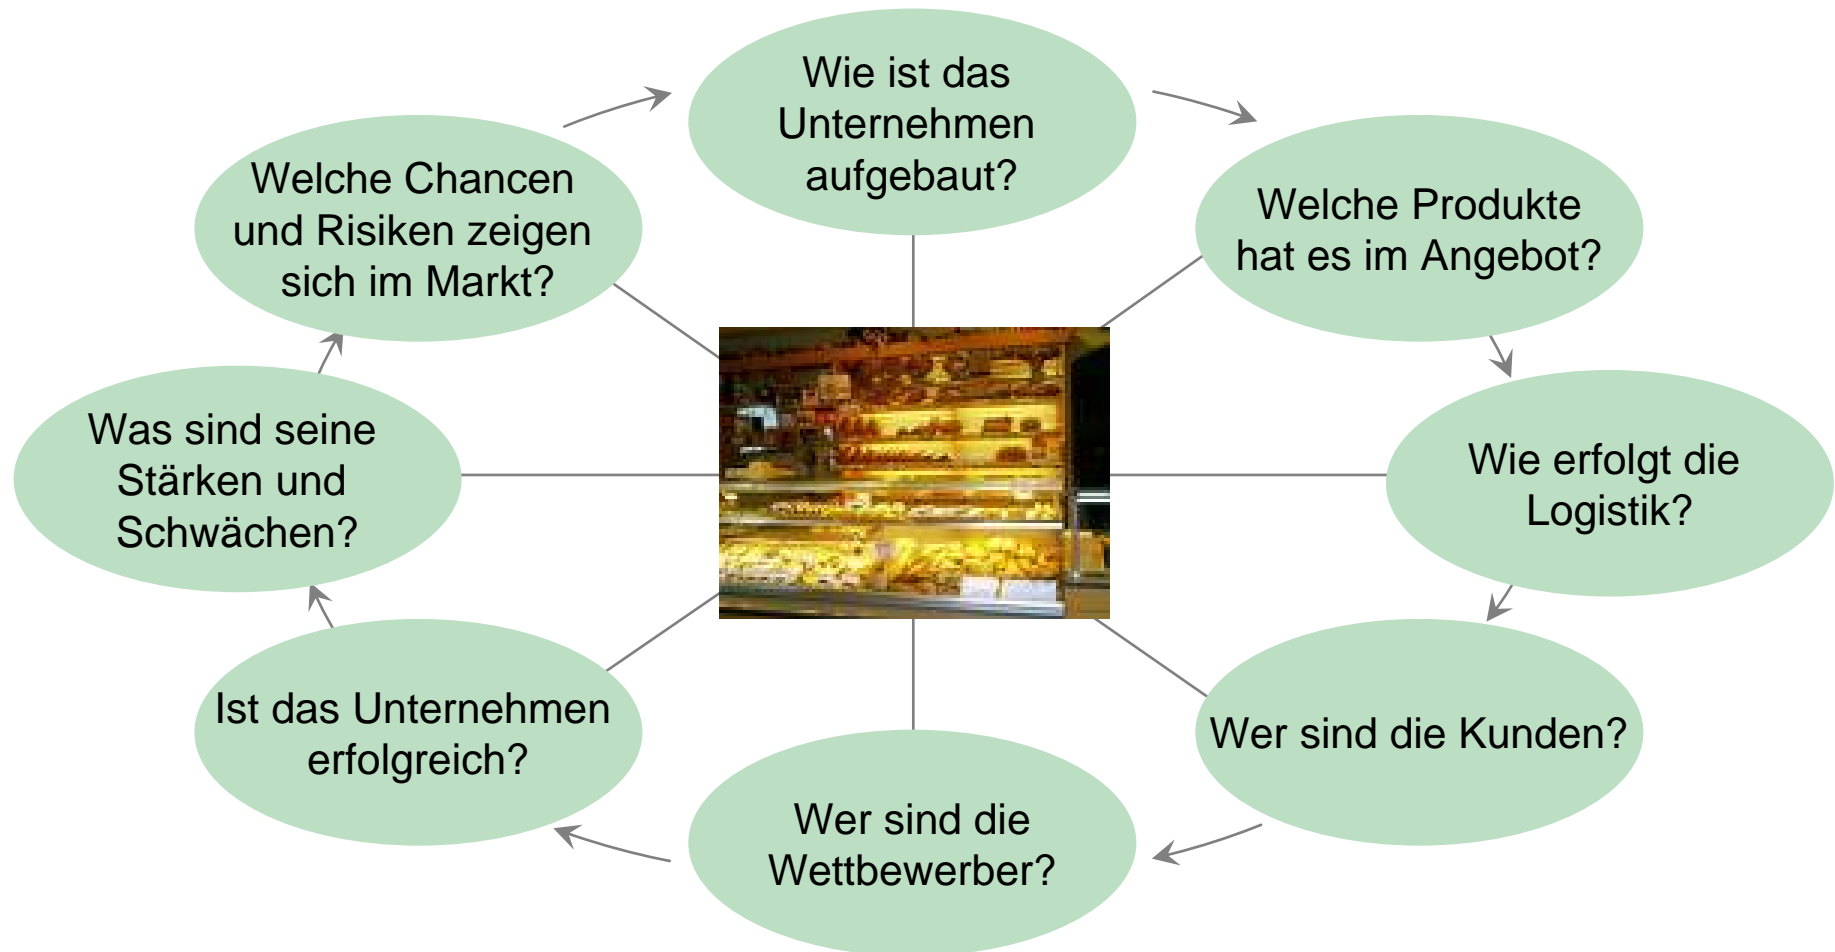 Wie ist das
Unternehmen
aufgebaut?
Welche Produkte
hat es im Angebot?
Wie erfolgt die
Logistik?
Wer sind die Kunden?
Wer sind die
Wettbewerber?
Ist das Unternehmen
erfolgreich?
Was sind seine
Stärken und
Schwächen?
Welche Chancen
und Risiken zeigen
sich im Markt?